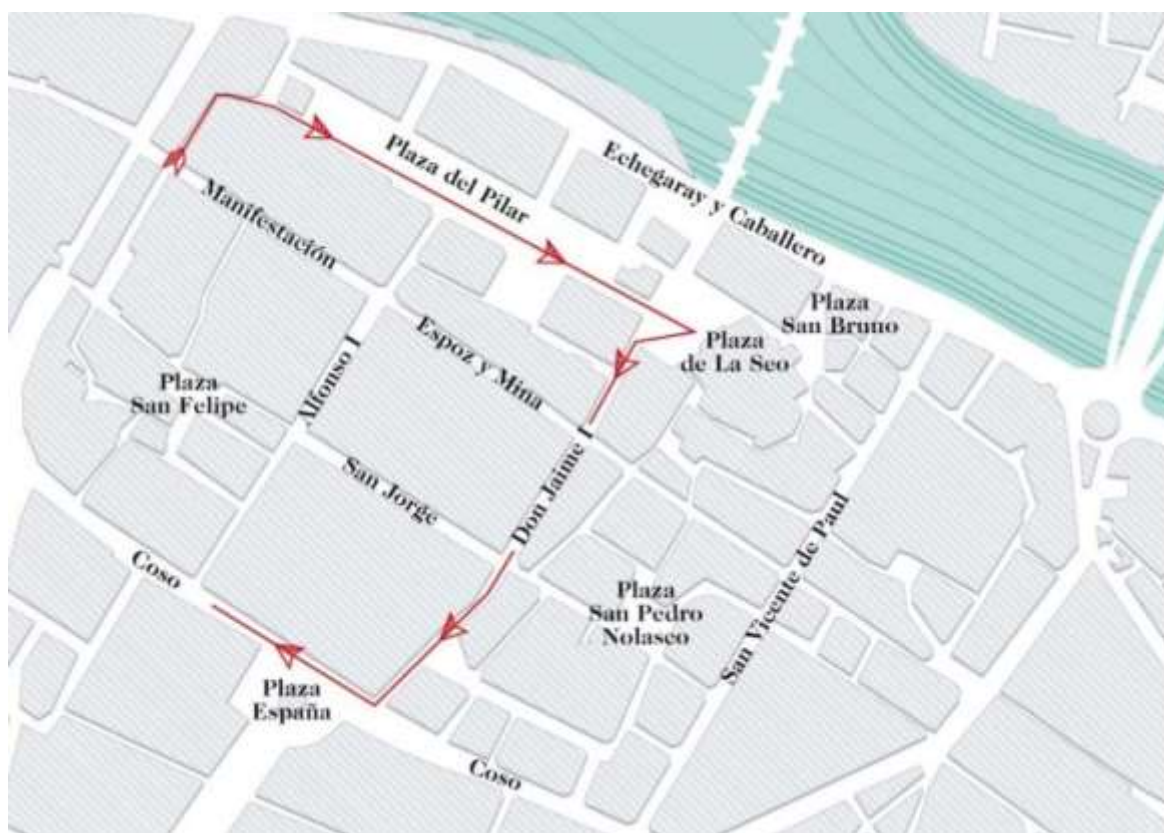 Echegaray y Caballero
Plaza del Pilar
Manifestación
Plaza
San Bruno
Plaza
de La Seo
Espoz y Mina
Alfonso I
Plaza
San Felipe
Don Jaime I
San Jorge
San Vicente de Paul
Coso
Plaza
San Pedro
Nolasco
Plaza
España
Coso